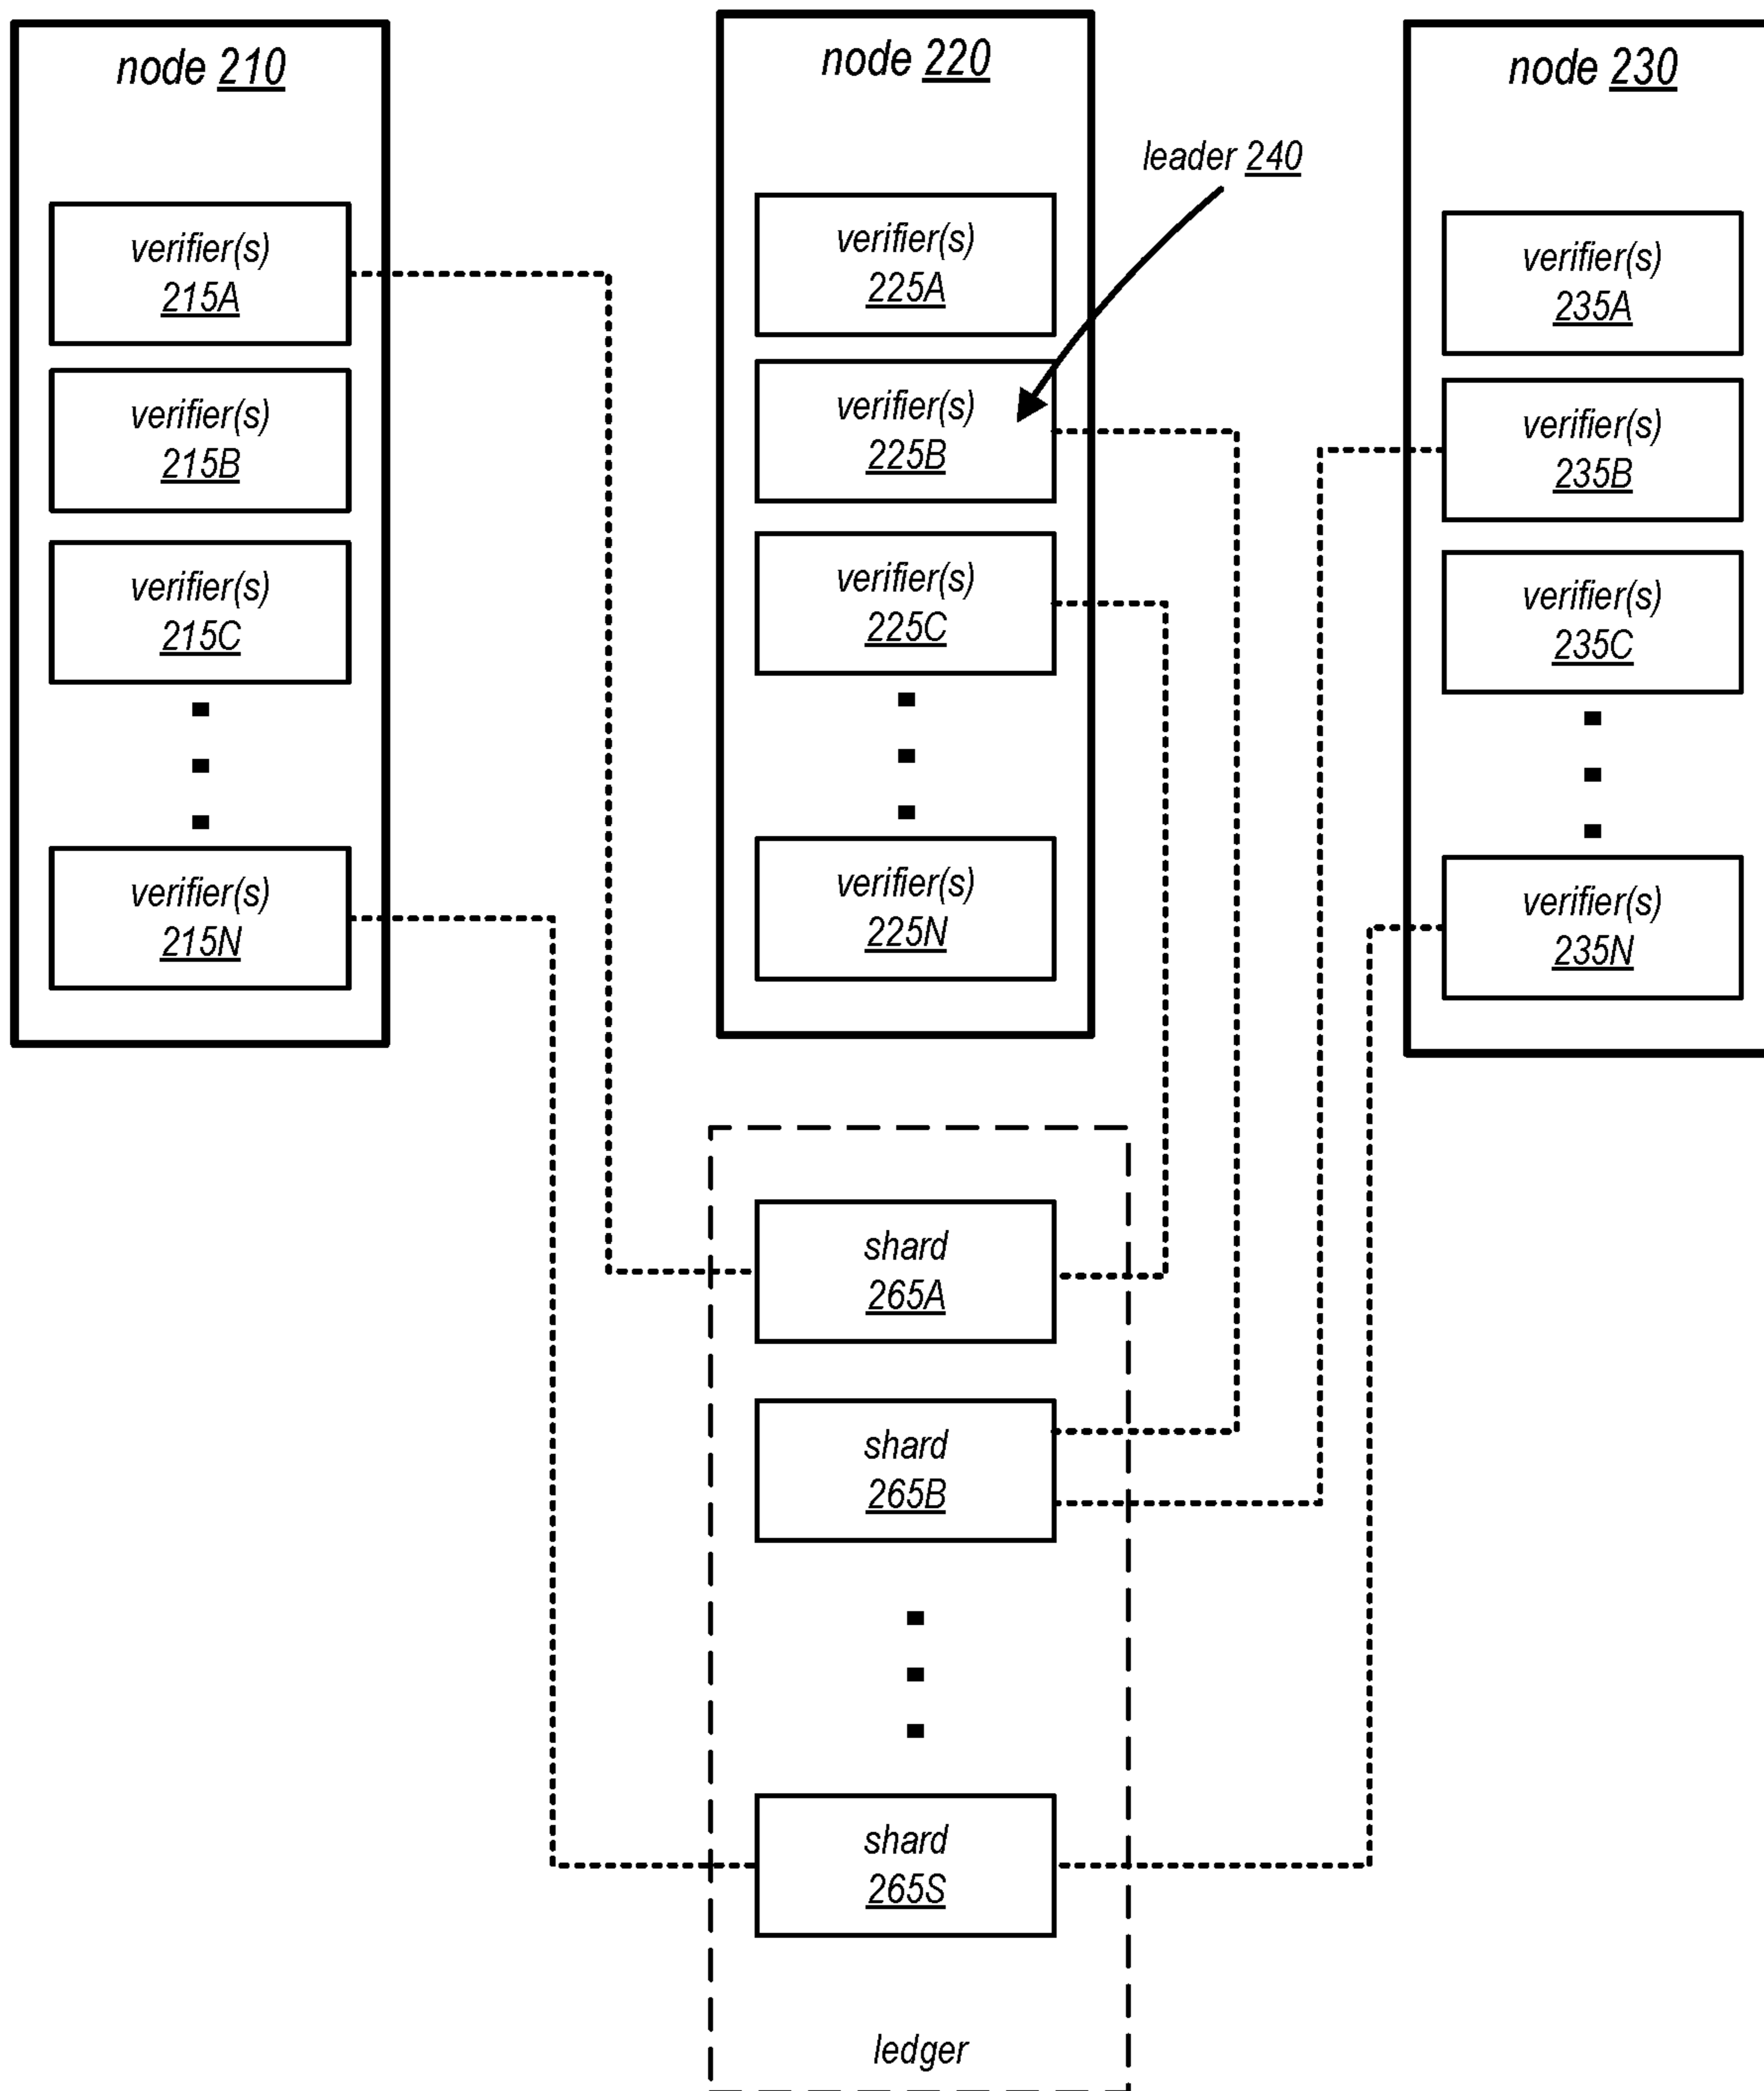 node 210
verifier(s)
215A
verifier(s)
215B
verifier(s)
215C
verifier(s)
215N
node 220
leader 240
verifier(s)
225A
verifier(s)
225B
verifier(s)
225C
verifier(s)
225N
node 230
verifier(s)
235A
verifier(s)
235B
verifier(s)
235C
verifier(s)
235N
shard
265A
shard
265B
shard
265S
ledger